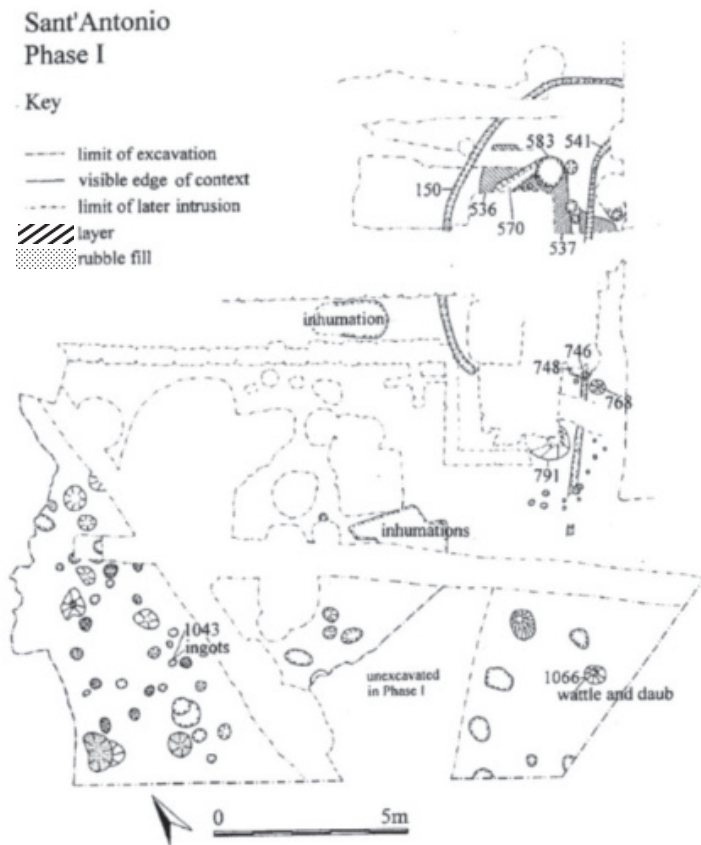 Sant'Antonio
Phase I
Key
limit of excavation
visible edge of context
limit of later intrusion
layer
rubble fill
583
541
150
536
570
537
inhumation
746
748
768
791
inhumations
1043
ingots
unexcavated
in Phase I
1066
wattle and daub
0
5m